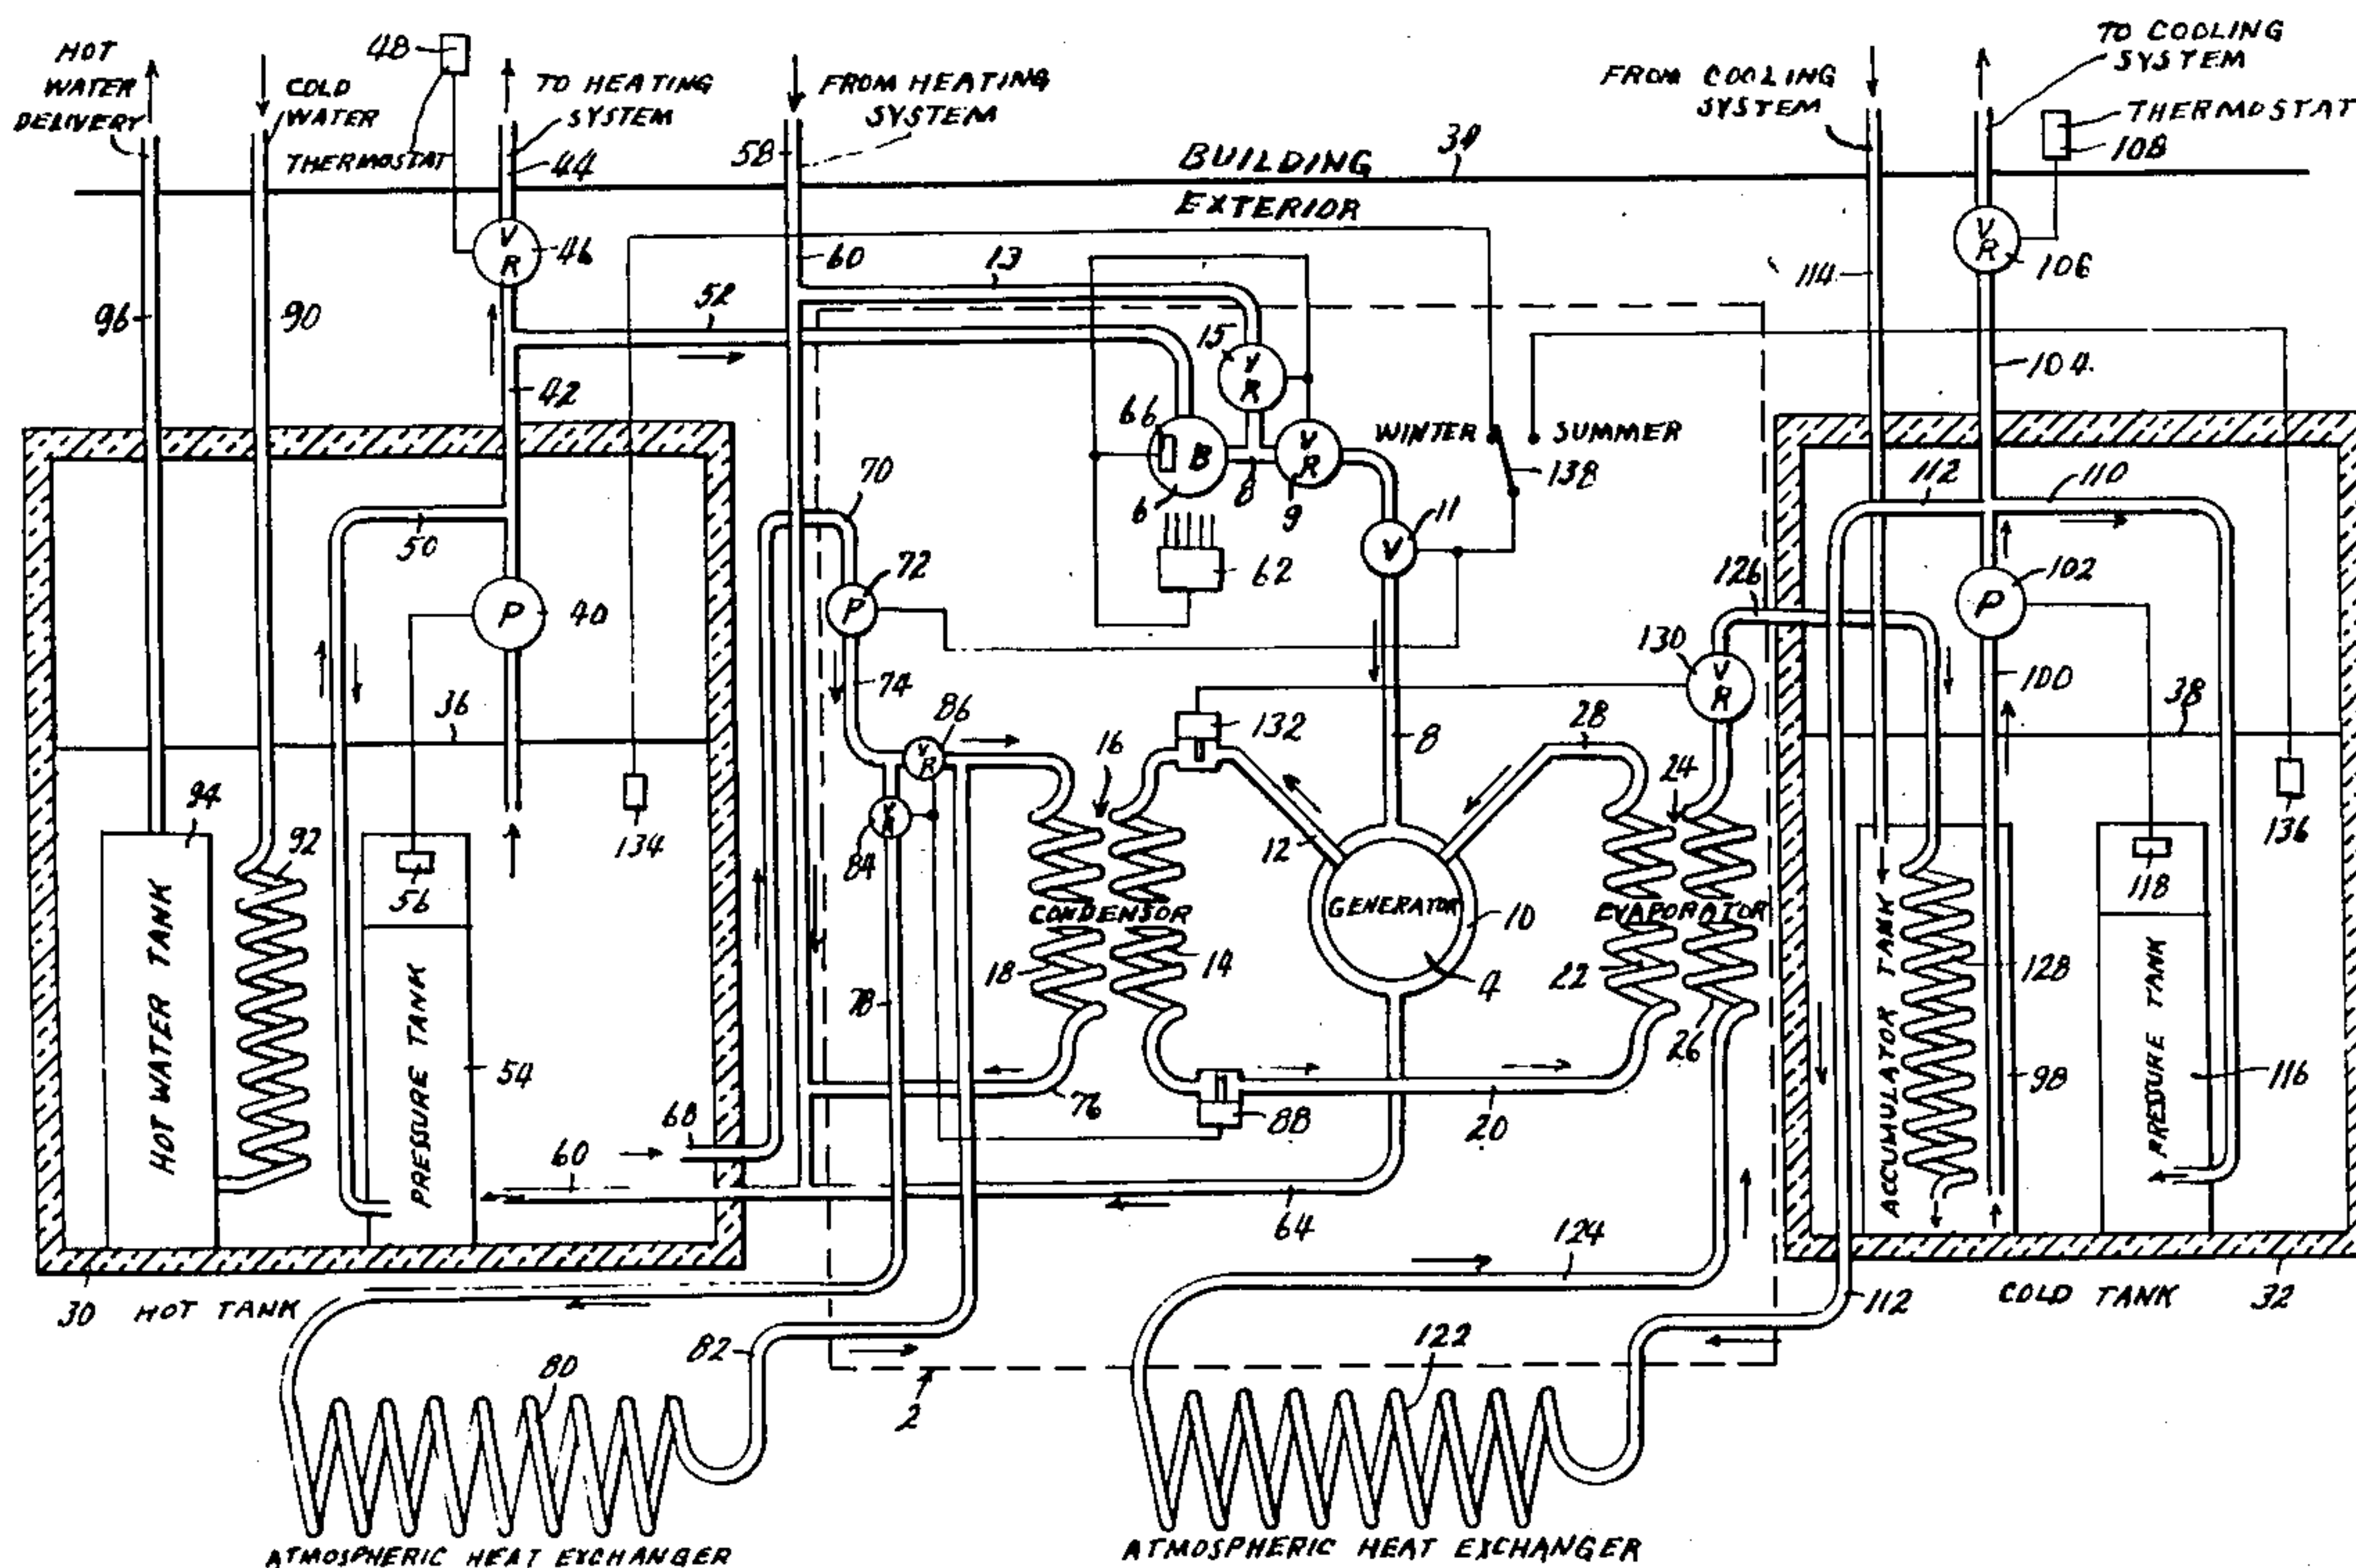 HOT
WATER
DELIVERY
COLD
WATER
48
THERMOSTAT
TO HEATING
SYSTEM
44
FROM HEATING
SYSTEM
58
BUILDING
34
EXTERIOR
FROM COOLING
SYSTEM
TO COOLING
SYSTEM
THERMOSTAT
108
V
R
46
60
13
114
V
R
106
96
90
52
15
V
R
104
42
66
B
6
8
V
R
9
WINTER
SUMMER
138
70
11
V
112
110
50
72
P
62
126
102
P
P
40
130
V
R
74
100
36
86
V
R
132
28
38
16
8
24
94
92
134
84
V
R
12
136
56
118
HOT WATER TANK
PRESSURE TANK
CONDENSOR
GENERATOR
10
EVAPORATOR
ACCUMULATOR TANK
PRESSURE TANK
18
14
4
22
128
78
26
54
76
88
20
98
116
68
60
64
124
30
HOT TANK
112
COLD TANK
32
82
122
80
2
ATMOSPHERIC HEAT EXCHANGER
ATMOSPHERIC HEAT EXCHANGER